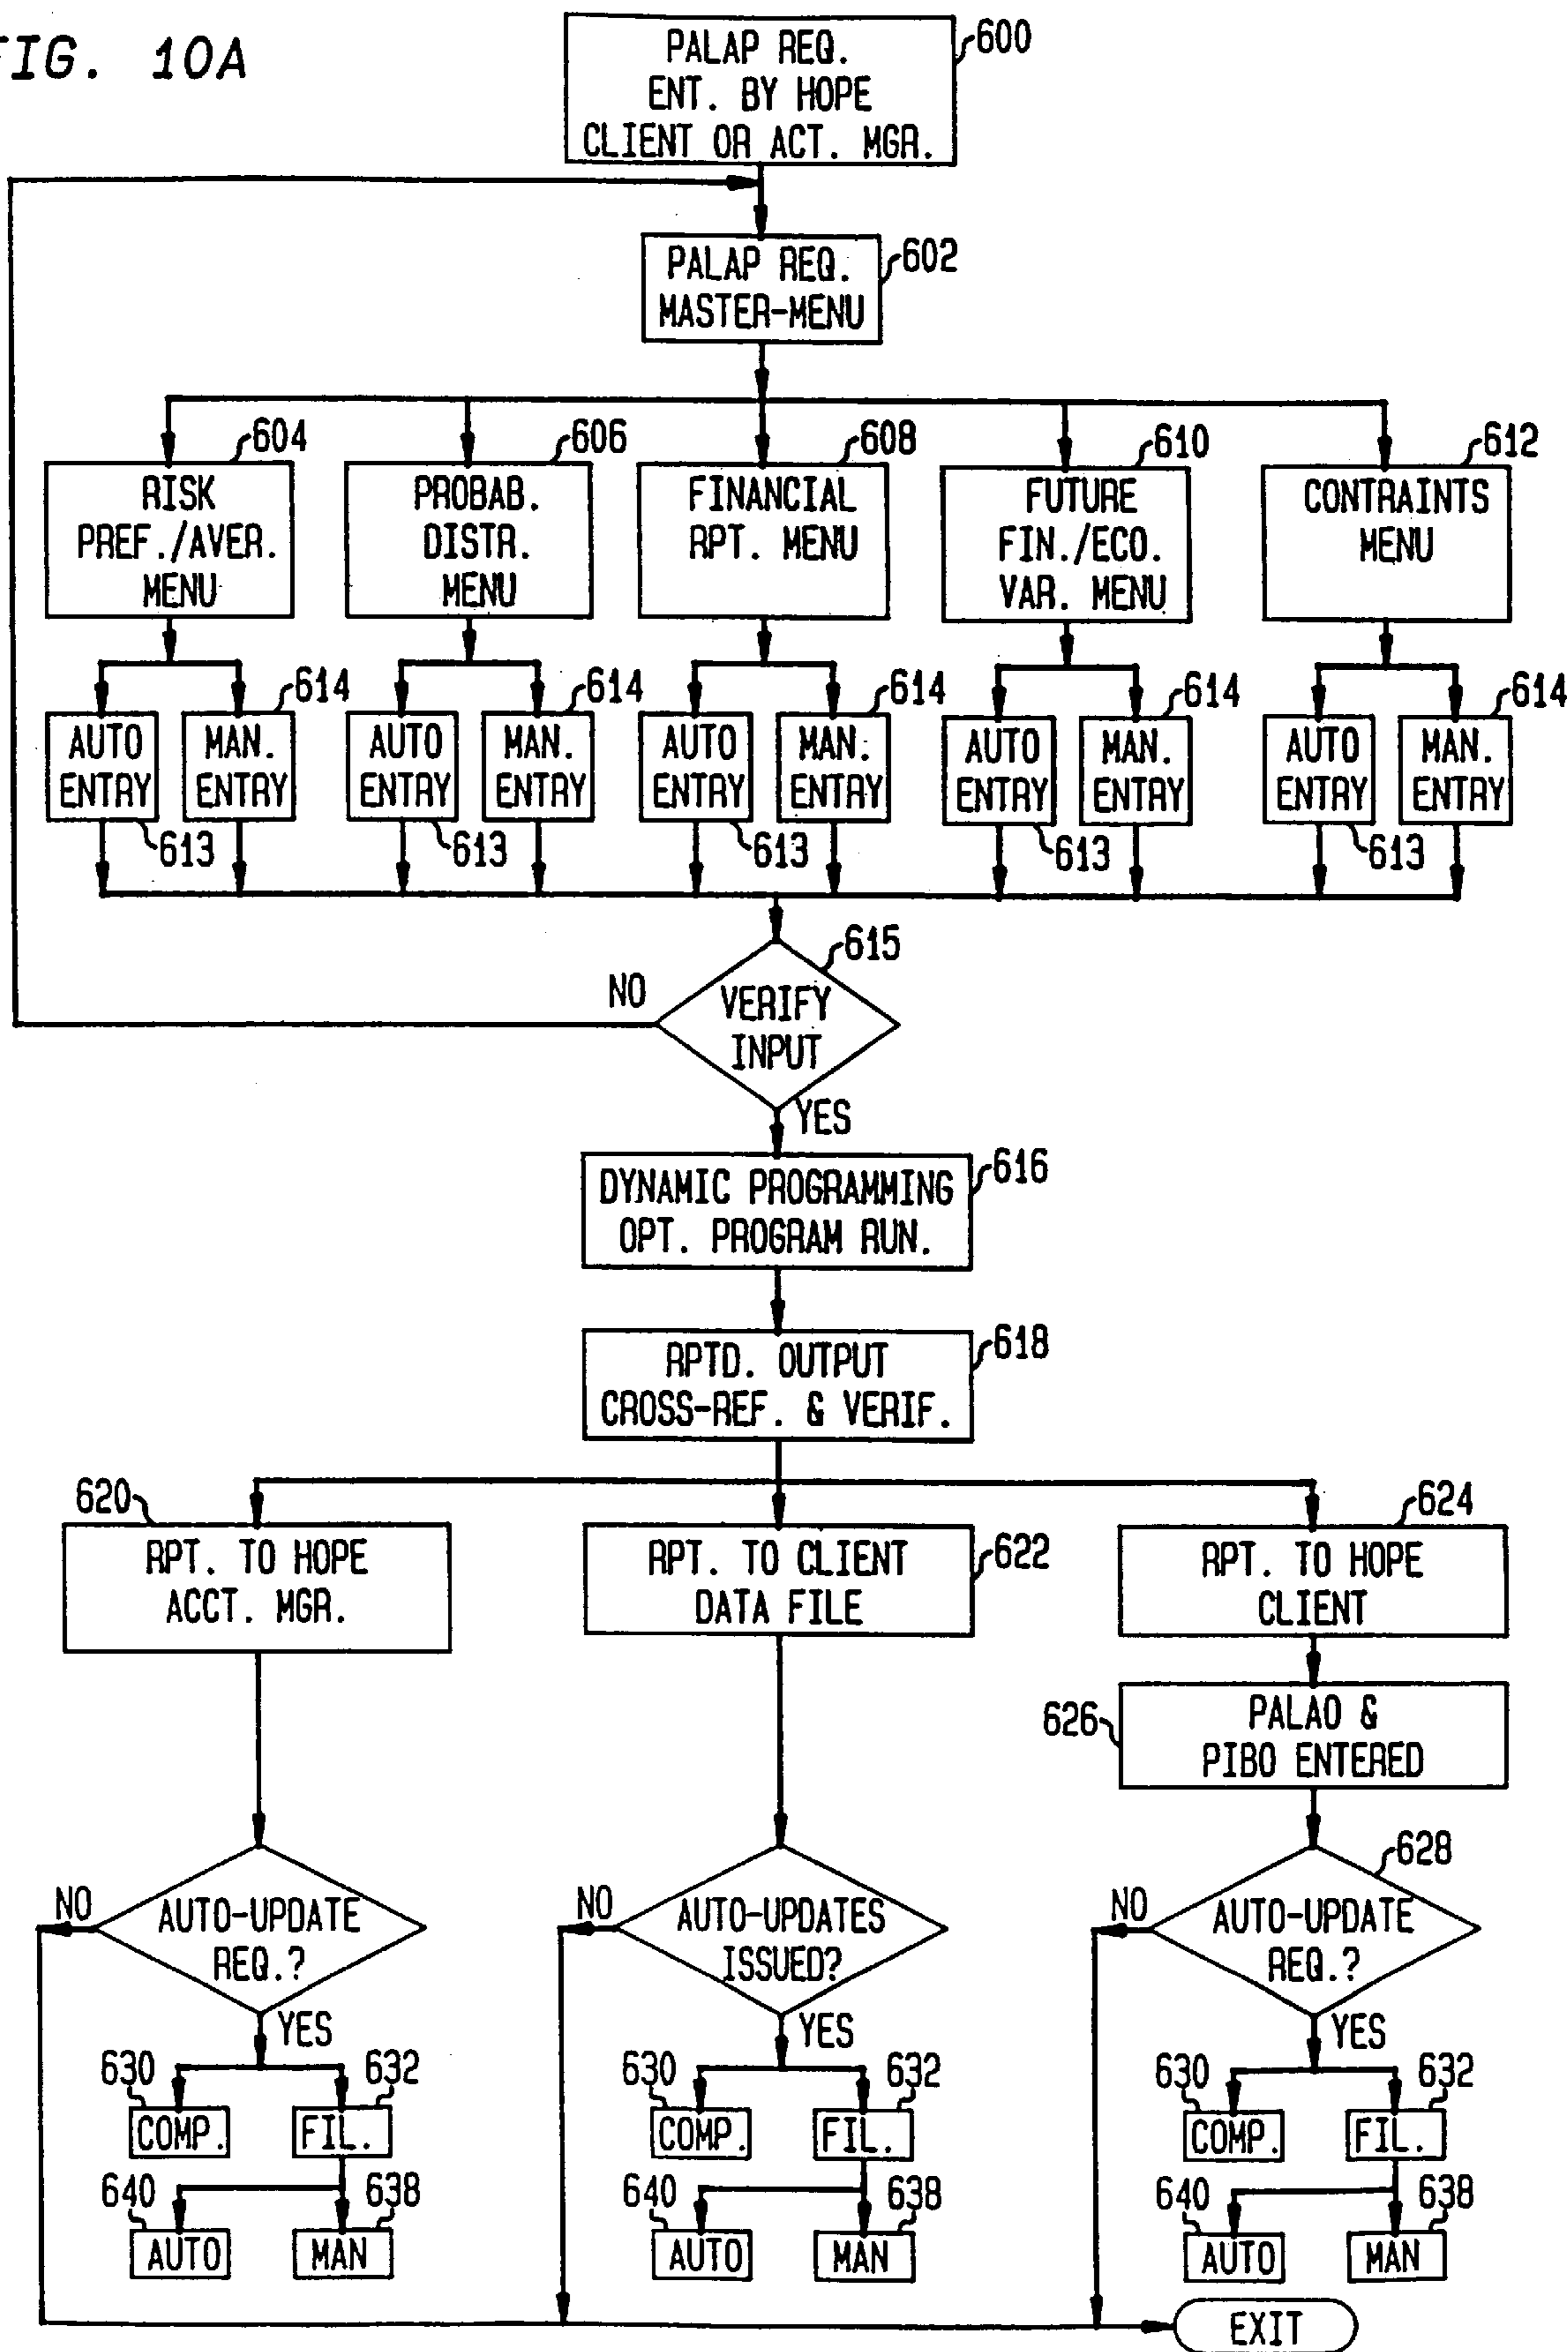 FIG. 10A
PALAP REQ.
ENT. BY HOPE
CLIENT OR ACT. MGR.
600
PALAP REQ.
MASTER-MENU
602
604
606
608
610
612
RISK
PREF./AVER.
MENU
PROBAB.
DISTR.
MENU
FINANCIAL
RPT. MENU
FUTURE
FIN./ECO.
VAR. MENU
CONTRAINTS
MENU
614
614
614
614
614
AUTO
ENTRY
MAN.
ENTRY
AUTO
ENTRY
MAN.
ENTRY
AUTO
ENTRY
MAN.
ENTRY
AUTO
ENTRY
MAN.
ENTRY
AUTO
ENTRY
MAN.
ENTRY
613
613
613
613
613
615
NO
VERIFY
INPUT
YES
616
DYNAMIC PROGRAMMING
OPT. PROGRAM RUN.
618
RPTD. OUTPUT
CROSS-REF. & VERIF.
620
RPT. TO HOPE
ACCT. MGR.
622
RPT. TO CLIENT
DATA FILE
624
RPT. TO HOPE
CLIENT
626
PALAO &
PIBO ENTERED
628
NO
AUTO-UPDATE
REQ.?
YES
NO
AUTO-UPDATES
ISSUED?
YES
NO
AUTO-UPDATE
REQ.?
YES
630
632
COMP.
FIL.
640
638
AUTO
MAN
630
632
COMP.
FIL.
640
638
AUTO
MAN
630
632
COMP.
FIL.
640
638
AUTO
MAN
EXIT